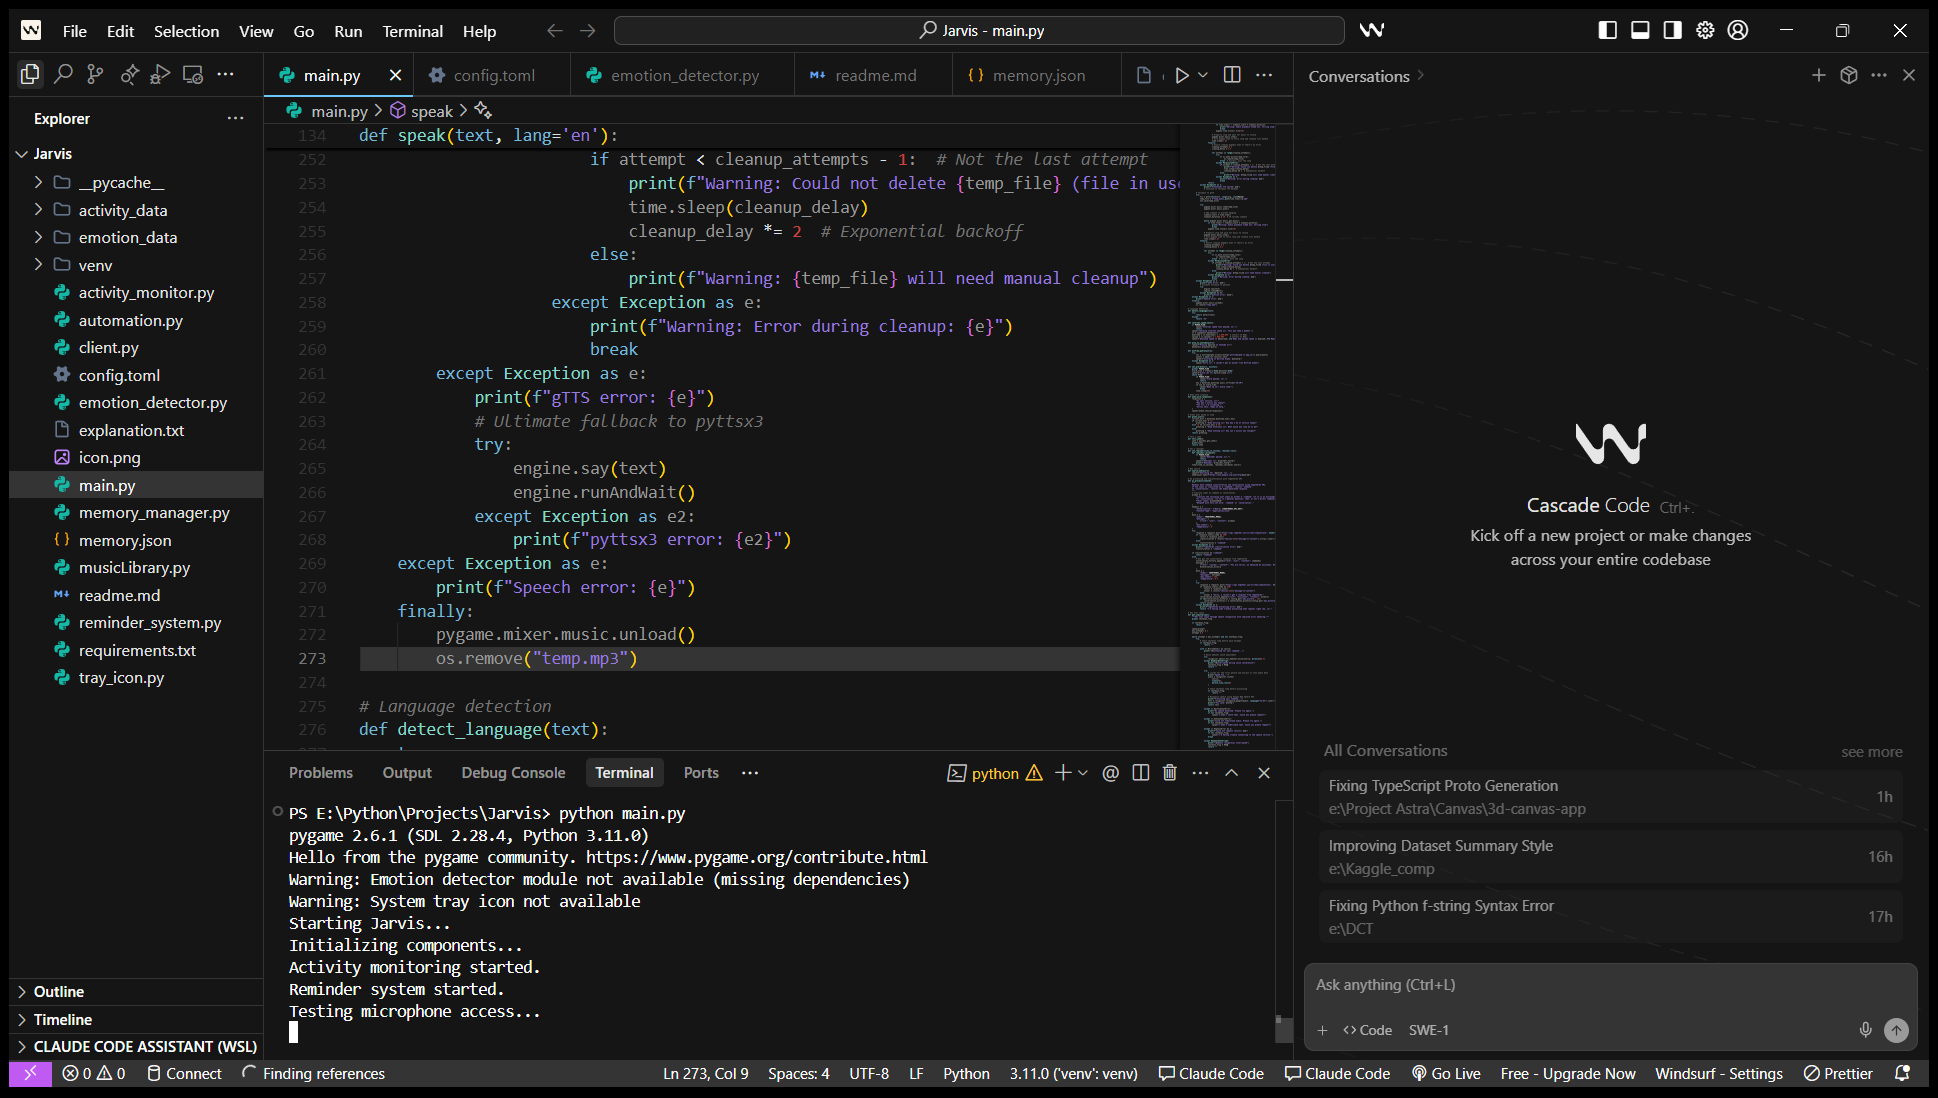 File Edit Selection View Go Run Terminal Help
Jarvis - main.py
main.py
config.toml
emotion_detector.py
readme.md
memory.json
Conversations
Explorer
main.py > speak >
134 def speak(text, lang='en'):
252 if attempt < cleanup_attempts - 1:  # Not the last attempt
253 print(f"Warning: Could not delete {temp_file} (file in us
254 time.sleep(cleanup_delay)
255 cleanup_delay *= 2  # Exponential backoff
256 else:
257 print(f"Warning: {temp_file} will need manual cleanup")
258 except Exception as e:
259 print(f"Warning: Error during cleanup: {e}")
260 break
261 except Exception as e:
262 print(f"gTTS error: {e}")
263 # Ultimate fallback to pyttsx3
264 try:
265 engine.say(text)
266 engine.runAndWait()
267 except Exception as e2:
268 print(f"pyttsx3 error: {e2}")
269 except Exception as e:
270 print(f"Speech error: {e}")
271 finally:
272 pygame.mixer.music.unload()
273 os.remove("temp.mp3")
274
275 # Language detection
276 def detect_language(text):
Jarvis
__pycache__
activity_data
emotion_data
venv
activity_monitor.py
automation.py
client.py
config.toml
emotion_detector.py
explanation.txt
icon.png
main.py
memory_manager.py
memory.json
musicLibrary.py
readme.md
reminder_system.py
requirements.txt
tray_icon.py
Outline
Timeline
CLAUDE CODE ASSISTANT (WSL)
Problems Output Debug Console Terminal Ports
python
PS E:\Python\Projects\Jarvis> python main.py
pygame 2.6.1 (SDL 2.28.4, Python 3.11.0)
Hello from the pygame community. https://www.pygame.org/contribute.html
Warning: Emotion detector module not available (missing dependencies)
Warning: System tray icon not available
Starting Jarvis...
Initializing components...
Activity monitoring started.
Reminder system started.
Testing microphone access...
Cascade Code Ctrl+.
Kick off a new project or make changes
across your entire codebase
All Conversations
see more
Fixing TypeScript Proto Generation
e:\Project Astra\Canvas\3d-canvas-app
1h
Improving Dataset Summary Style
e:\Kaggle_comp
16h
Fixing Python f-string Syntax Error
e:\DCT
17h
Ask anything (Ctrl+L)
+ <> Code SWE-1
0 0 Connect Finding references
Ln 273, Col 9 Spaces: 4 UTF-8 LF Python 3.11.0 ('venv': venv) Claude Code Claude Code Go Live Free - Upgrade Now Windsurf - Settings Prettier